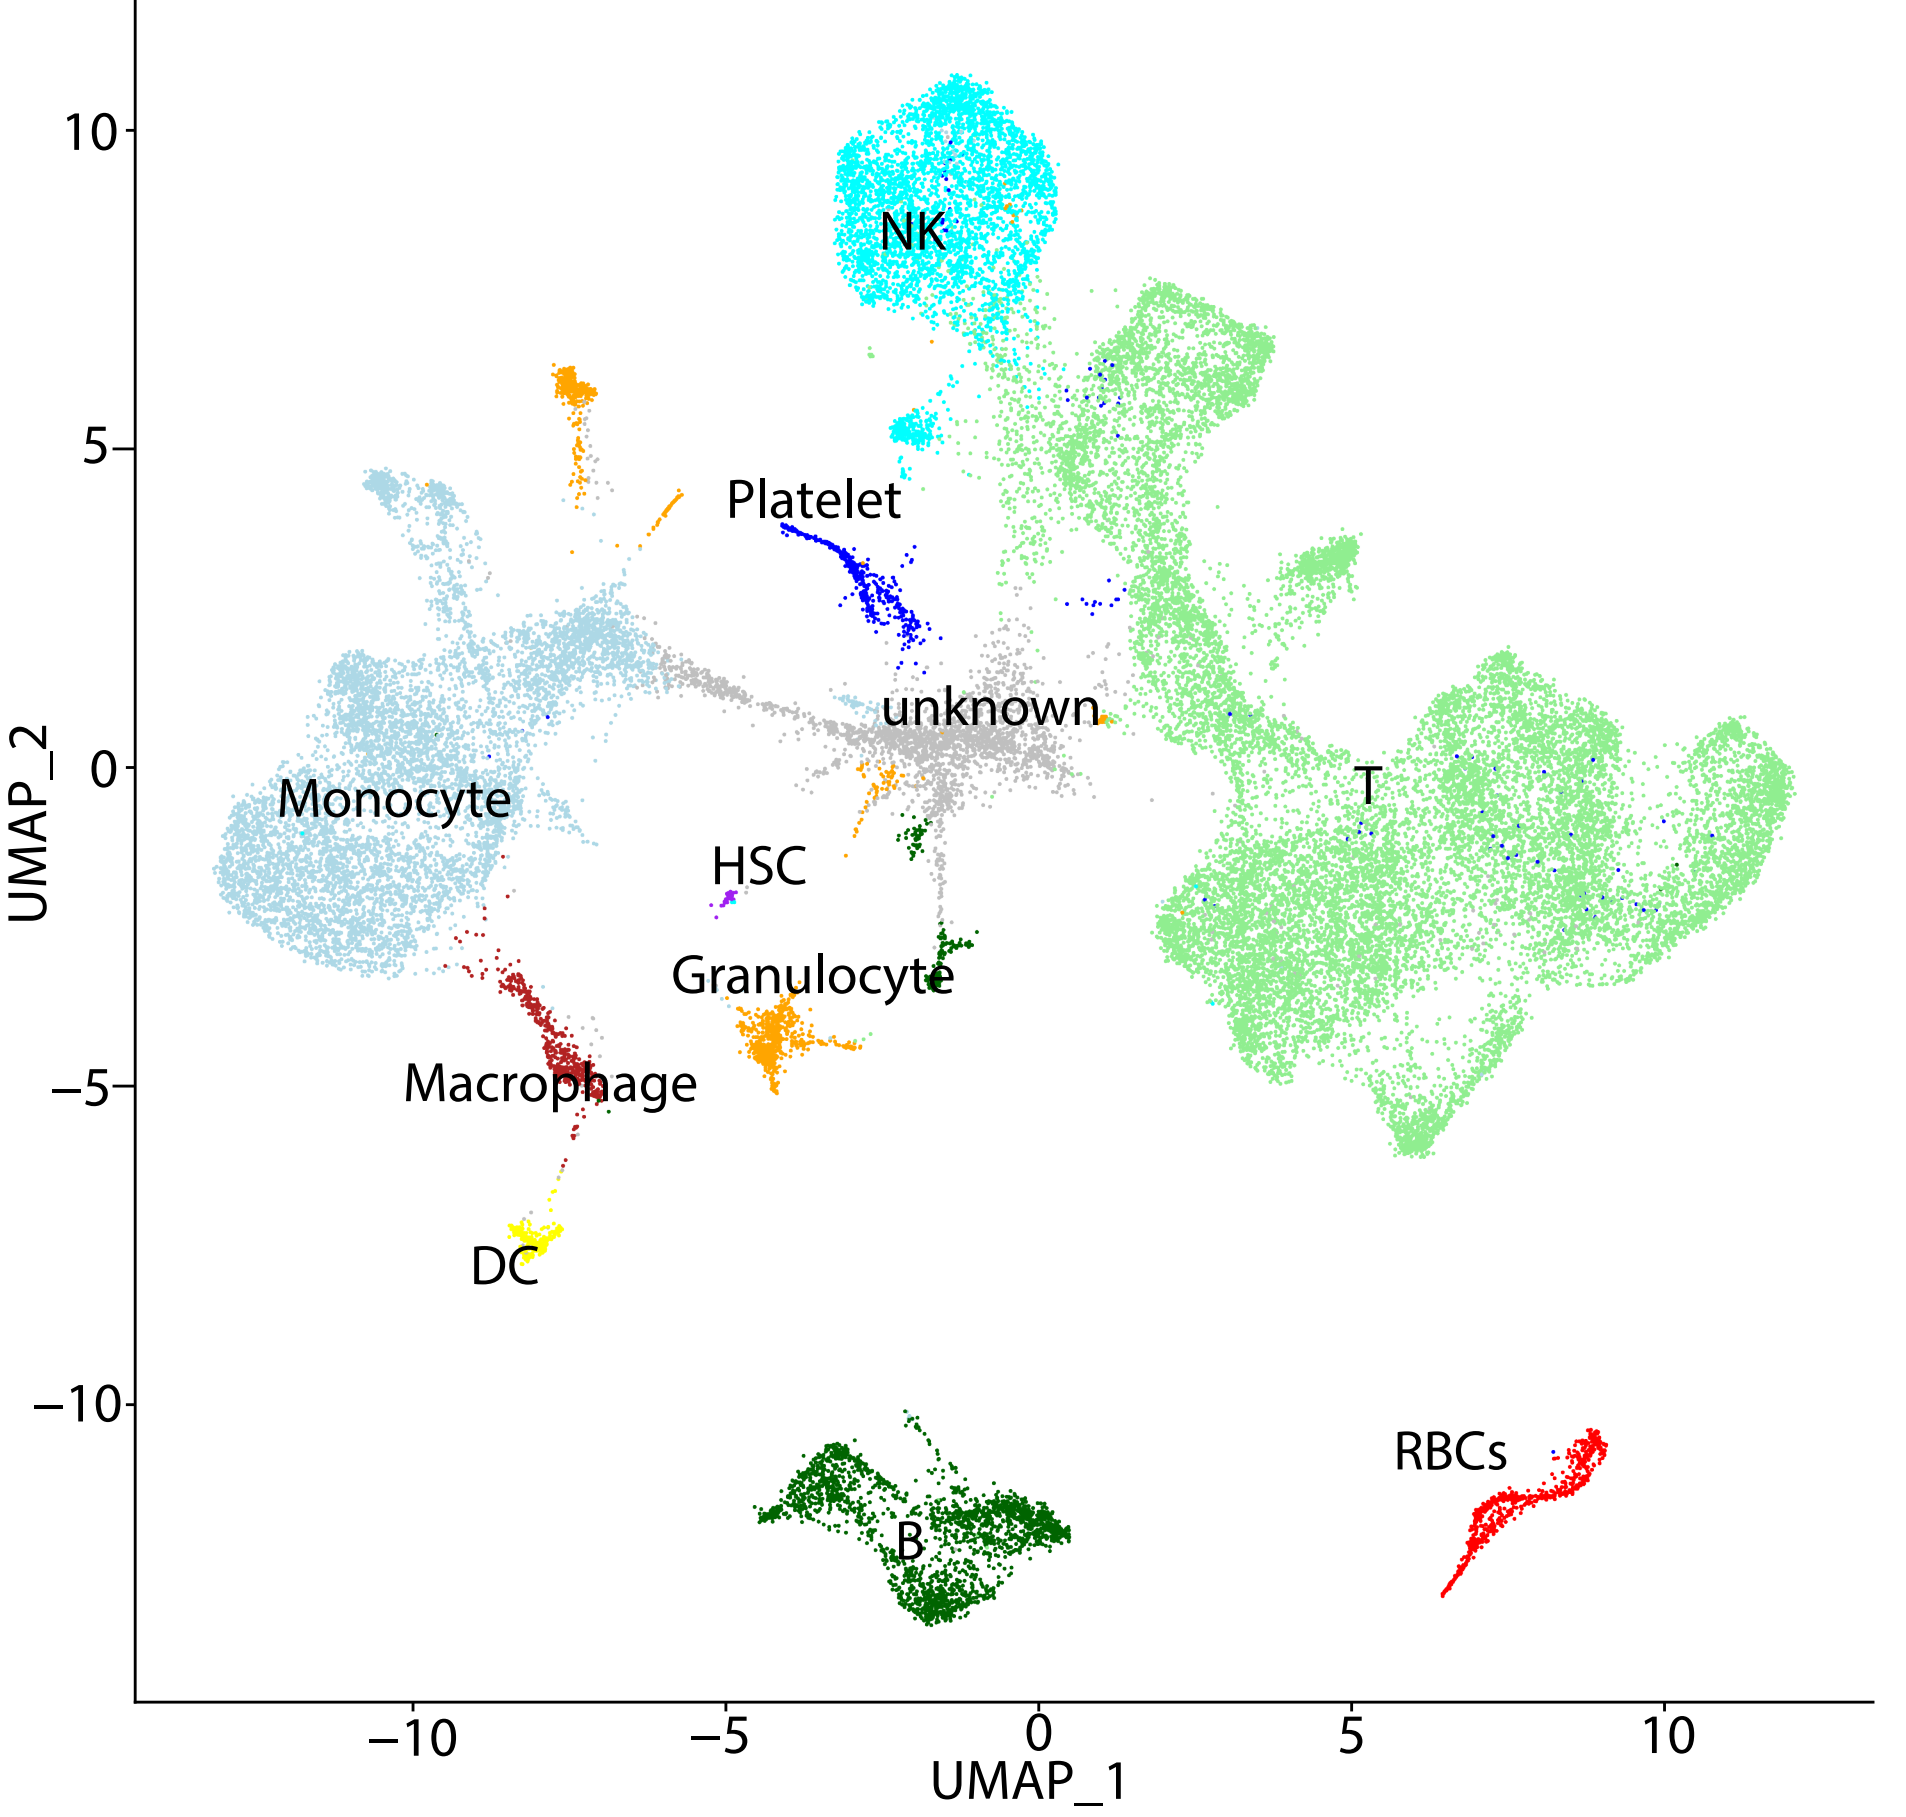 10
NK
5
Platelet
unknown
UMAP_2
0
T
Monocyte
HSC
Granulocyte
Macrophage
−5
DC
−10
RBCs
B
−10
−5
0
5
10
UMAP_1